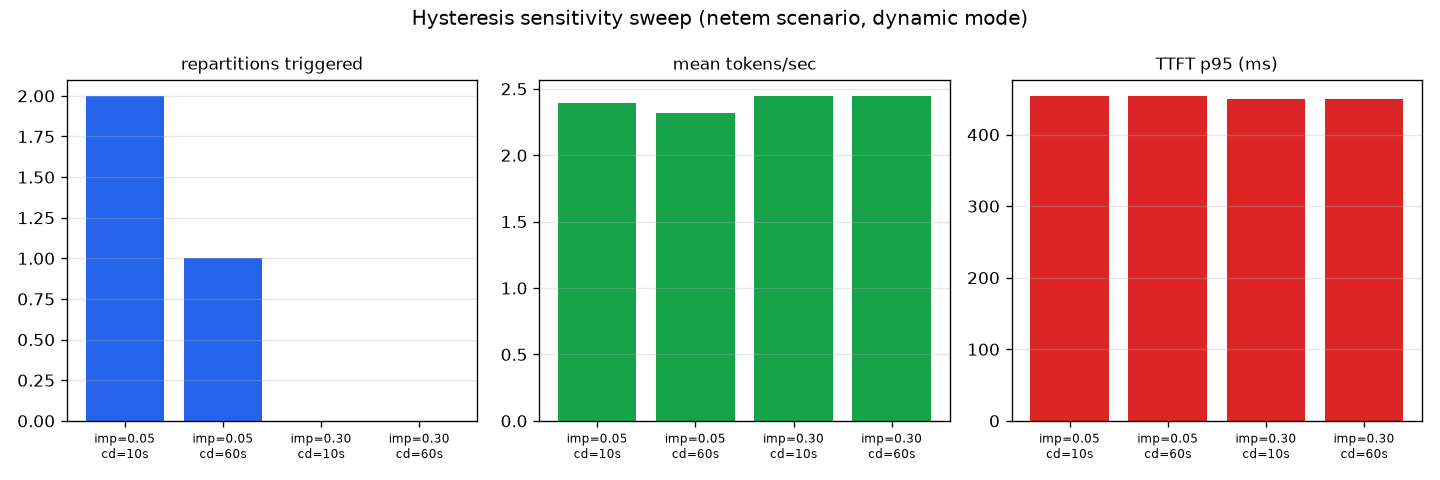 Hysteresis sensitivity sweep (netem scenario, dynamic mode)
repetitions triggered
2.00
1.75
1.50
1.25
1.00
0.75
0.50
0.25
0.00
imp=0.05 imp=0.05 imp=0.30 imp=0.30
cd=10s cd=60s cd=10s cd=60s
mean tokens/sec
2.5
2.0
1.5
1.0
0.5
0.0
imp=0.05 imp=0.05 imp=0.30 imp=0.30
cd=10s cd=60s cd=10s cd=60s
TTFT p95 (ms)
400
300
200
100
0
imp=0.05 imp=0.05 imp=0.30 imp=0.30
cd=10s cd=60s cd=10s cd=60s